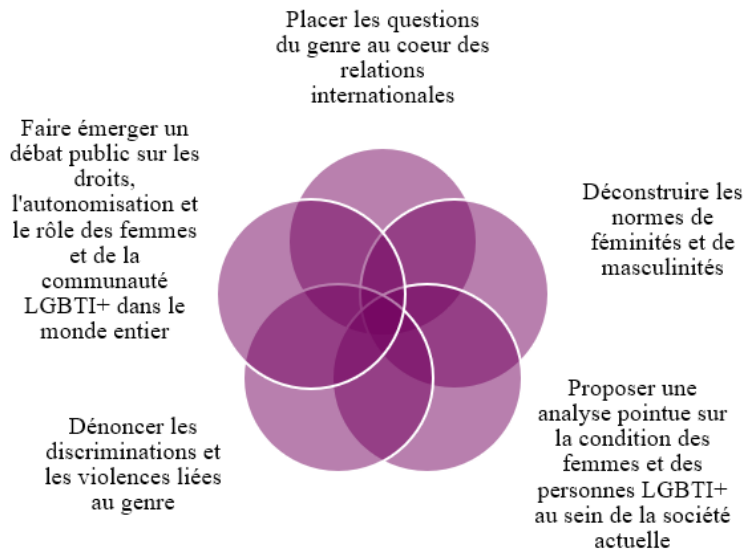 Placer les questions
du genre au coeur des
relations
internationales
Déconstruire les
normes de
féminités et de
masculinités
Proposer une
analyse pointue sur
la condition des
femmes et des
personnes LGBTI+
au sein de la société
actuelle
Dénoncer les
discriminations et
les violences liées
au genre
Faire émerger un
débat public sur les
droits,
l'autonomisation et
le rôle des femmes
et de la
communauté
LGBTI+ dans le
monde entier